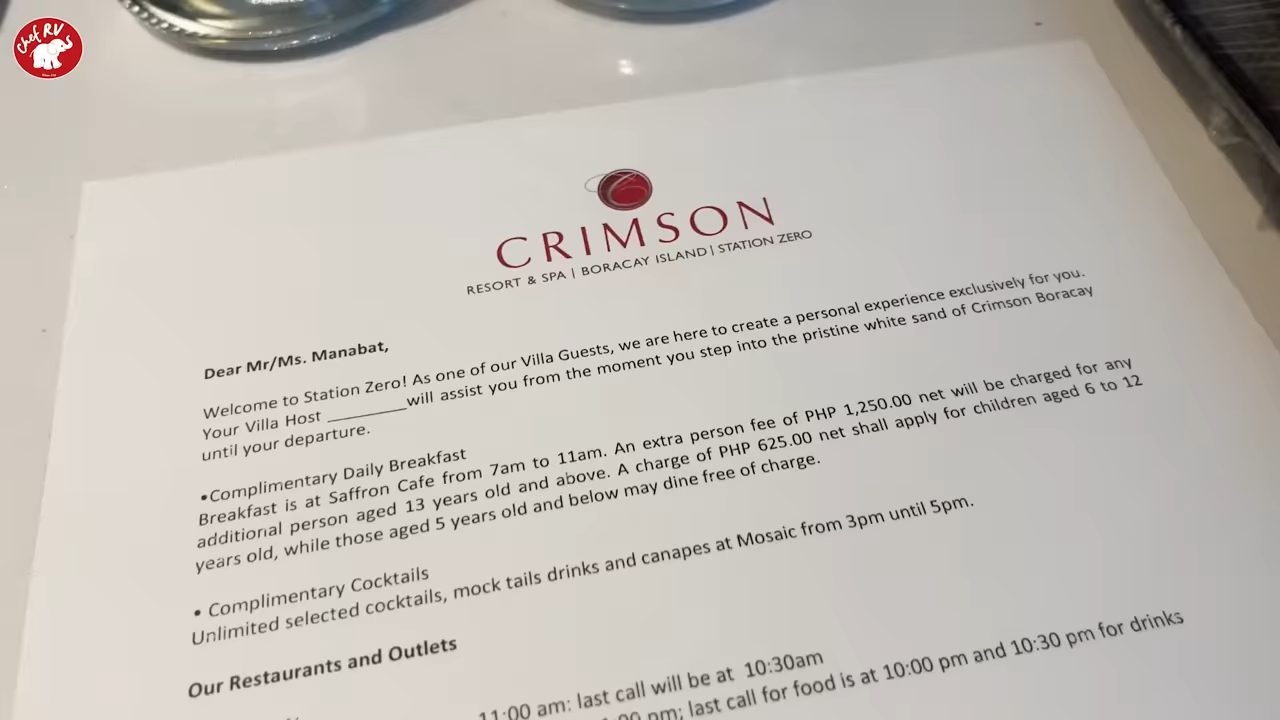 Chef RV
CRIMSON
RESORT & SPA | BORACAY ISLAND | STATION ZERO
Dear Mr/Ms. Manabat,
Welcome to Station Zero! As one of our Villa Guests, we are here to create a personal experience exclusively for you.
Your Villa Host _________will assist you from the moment you step into the pristine white sand of Crimson Boracay
until your departure.
•Complimentary Daily Breakfast
Breakfast is at Saffron Cafe from 7am to 11am. An extra person fee of PHP 1,250.00 net will be charged for any
additional person aged 13 years old and above. A charge of PHP 625.00 net shall apply for children aged 6 to 12
years old, while those aged 5 years old and below may dine free of charge.
• Complimentary Cocktails
Unlimited selected cocktails, mock tails drinks and canapes at Mosaic from 3pm until 5pm.
Our Restaurants and Outlets
11:00 am: last call will be at 10:30am
pm; last call for food is at 10:00 pm and 10:30 pm for drinks